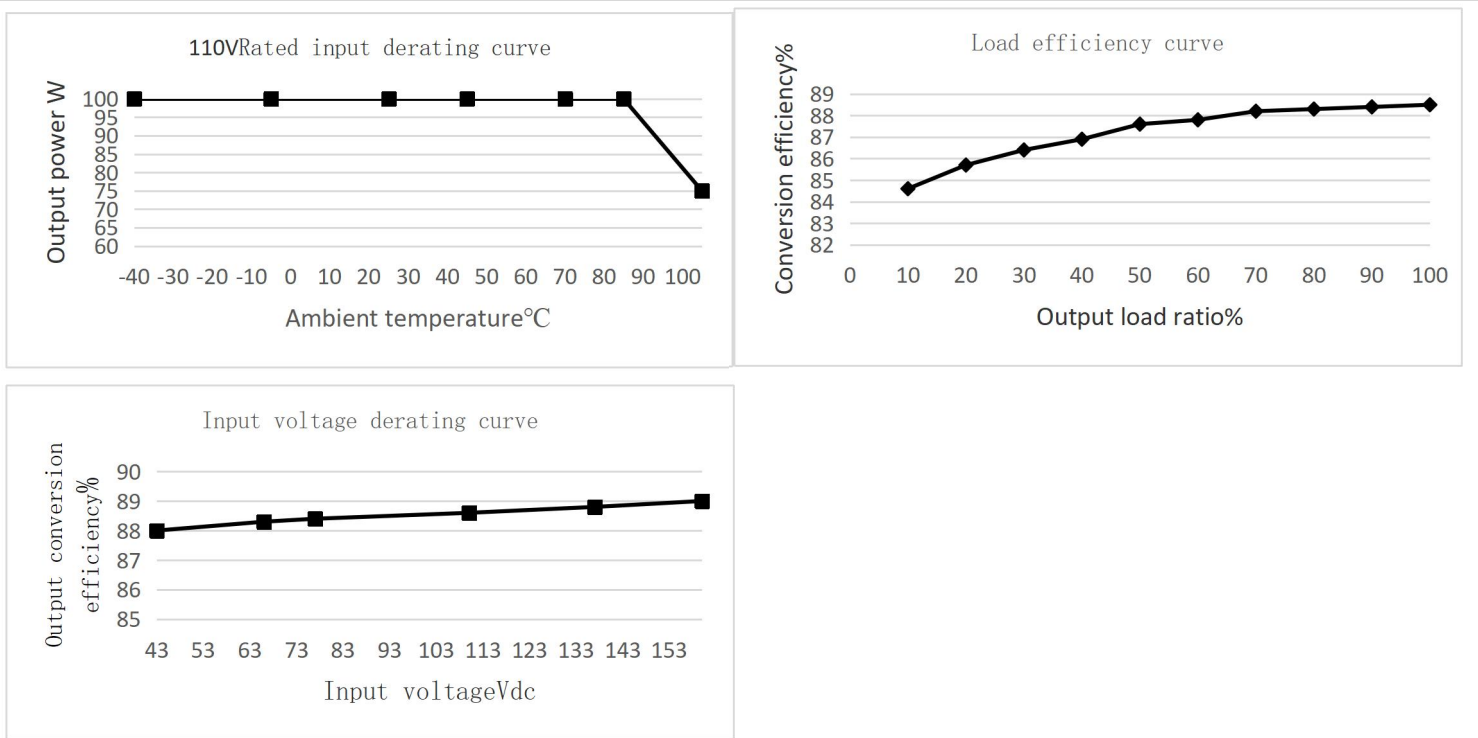 110VRated input derating curve
Output power W
100
95
90
85
80
75
70
65
60
-40 -30 -20 -10 0 10 20 30 40 50 60 70 80 90 100
Ambient temperature℃
Load efficiency curve
Conversion efficiency%
89
88
87
86
85
84
83
82
0 10 20 30 40 50 60 70 80 90 100
Output load ratio%
Input voltage derating curve
Output conversion
efficiency%
90
89
88
87
86
85
43 53 63 73 83 93 103 113 123 133 143 153
Input voltageVdc